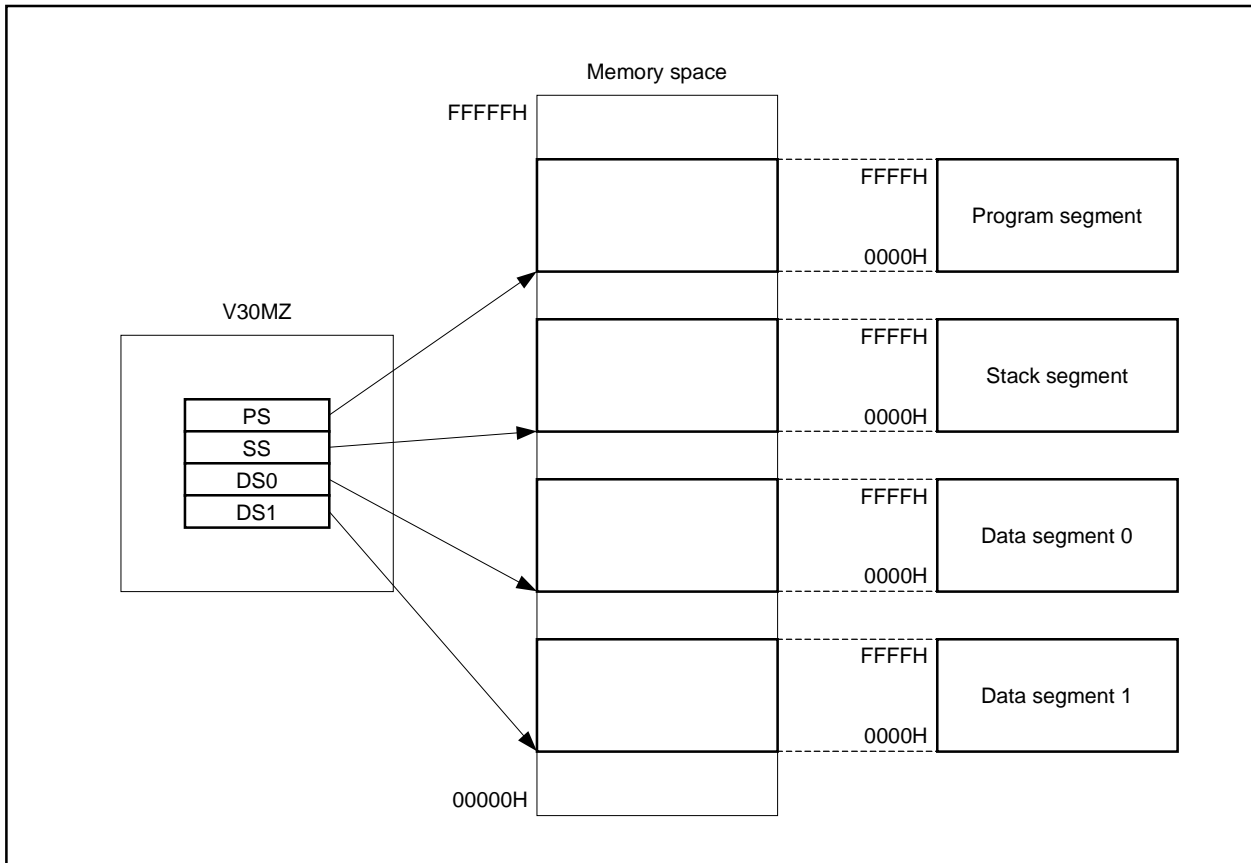 Memory space
FFFFFH
FFFFH
Program segment
0000H
V30MZ
FFFFH
Stack segment
0000H
PS
SS
DS0
DS1
FFFFH
Data segment 0
0000H
FFFFH
Data segment 1
0000H
00000H